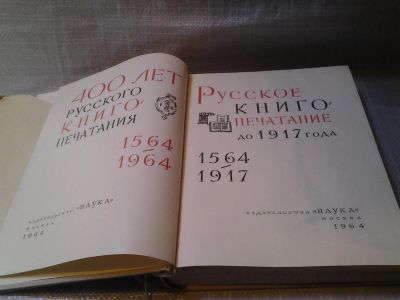 400 ЛЕТ
РУССКОГО
КНИГО-
ПЕЧАТАНИЯ
1564
1964
ИЗДАТЕЛЬСТВО «НАУКА»
МОСКВА
1964
РУССКОЕ
КНИГО-
ПЕЧАТАНИЕ
ДО 1917 ГОДА
1564
1917
ИЗДАТЕЛЬСТВО «НАУКА»
МОСКВА
1964